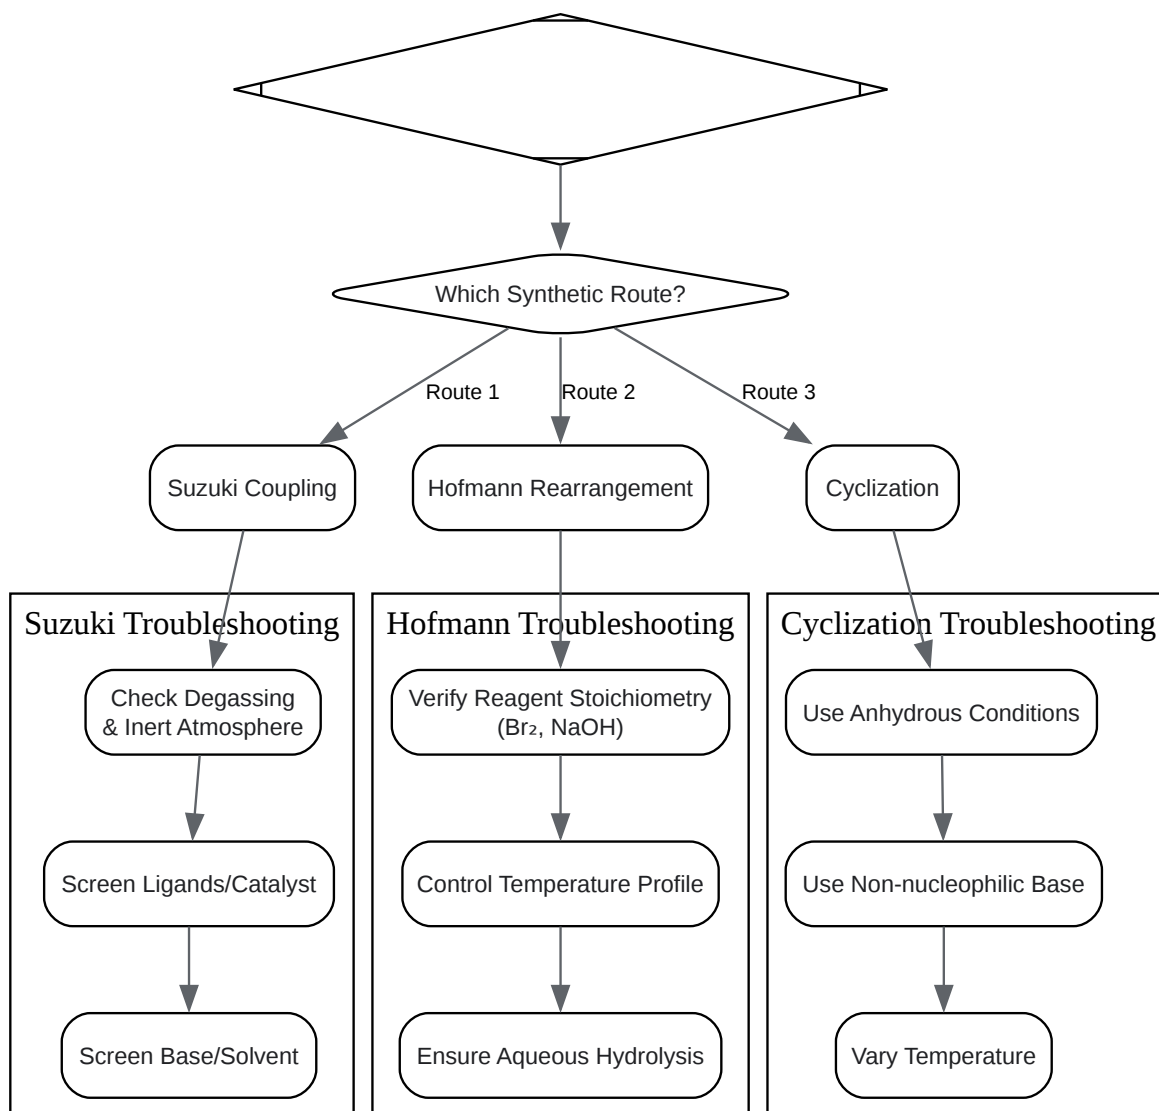 Which Synthetic Route?
Route 1
Route 2
Route 3
Suzuki Coupling
Hofmann Rearrangement
Cyclization
Suzuki Troubleshooting
Hofmann Troubleshooting
Cyclization Troubleshooting
Check Degassing
& Inert Atmosphere
Verify Reagent Stoichiometry
(Br₂, NaOH)
Use Anhydrous Conditions
Screen Ligands/Catalyst
Control Temperature Profile
Use Non-nucleophilic Base
Screen Base/Solvent
Ensure Aqueous Hydrolysis
Vary Temperature